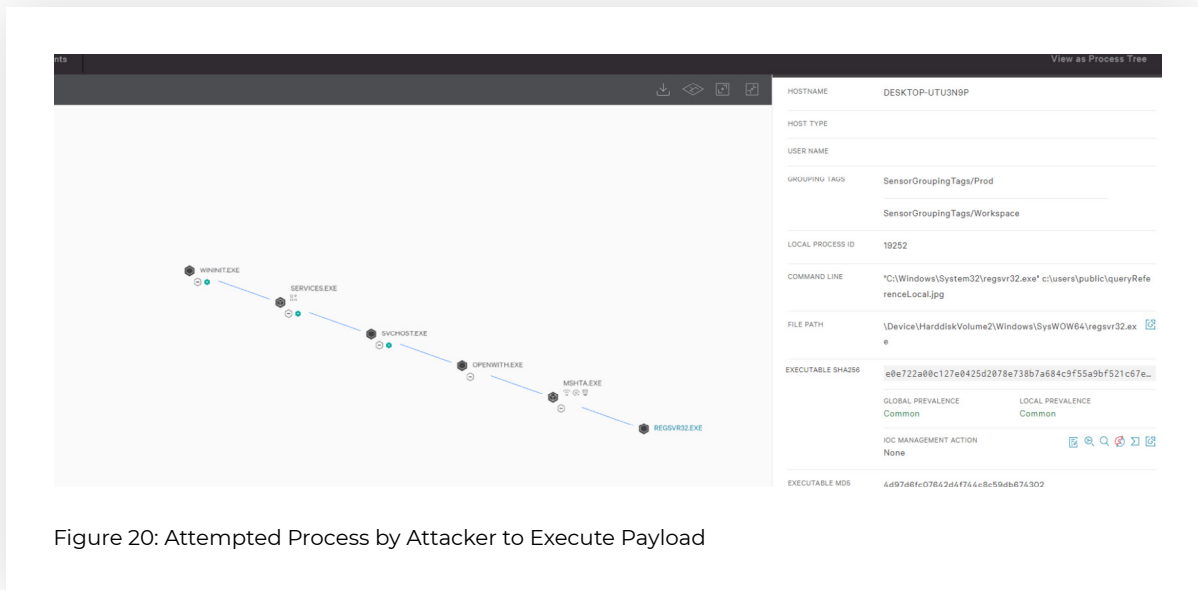 nts
View as Process Tree
HOSTNAME DESKTOP-UTU3N9P
HOST TYPE
USER NAME
GROUPING TAGS SensorGroupingTags/Prod
SensorGroupingTags/Workspace
LOCAL PROCESS ID 19252
COMMAND LINE "C:\Windows\System32\regsvr32.exe" c:\users\public\queryRefe
renceLocal.jpg
FILE PATH \Device\HarddiskVolume2\Windows\SysWOW64\regsvr32.ex
e
EXECUTABLE SHA256 e0e722a00c127e0425d2078e738b7a684c9f55a9bf521c67e…
GLOBAL PREVALENCE LOCAL PREVALENCE
Common Common
IOC MANAGEMENT ACTION
None
EXECUTABLE MD5 4d97d6fc07642d4f744c8c59db674302
WININIT.EXE
SERVICES.EXE
SVCHOST.EXE
OPENWITH.EXE
MSHTA.EXE
REGSVR32.EXE
Figure 20: Attempted Process by Attacker to Execute Payload